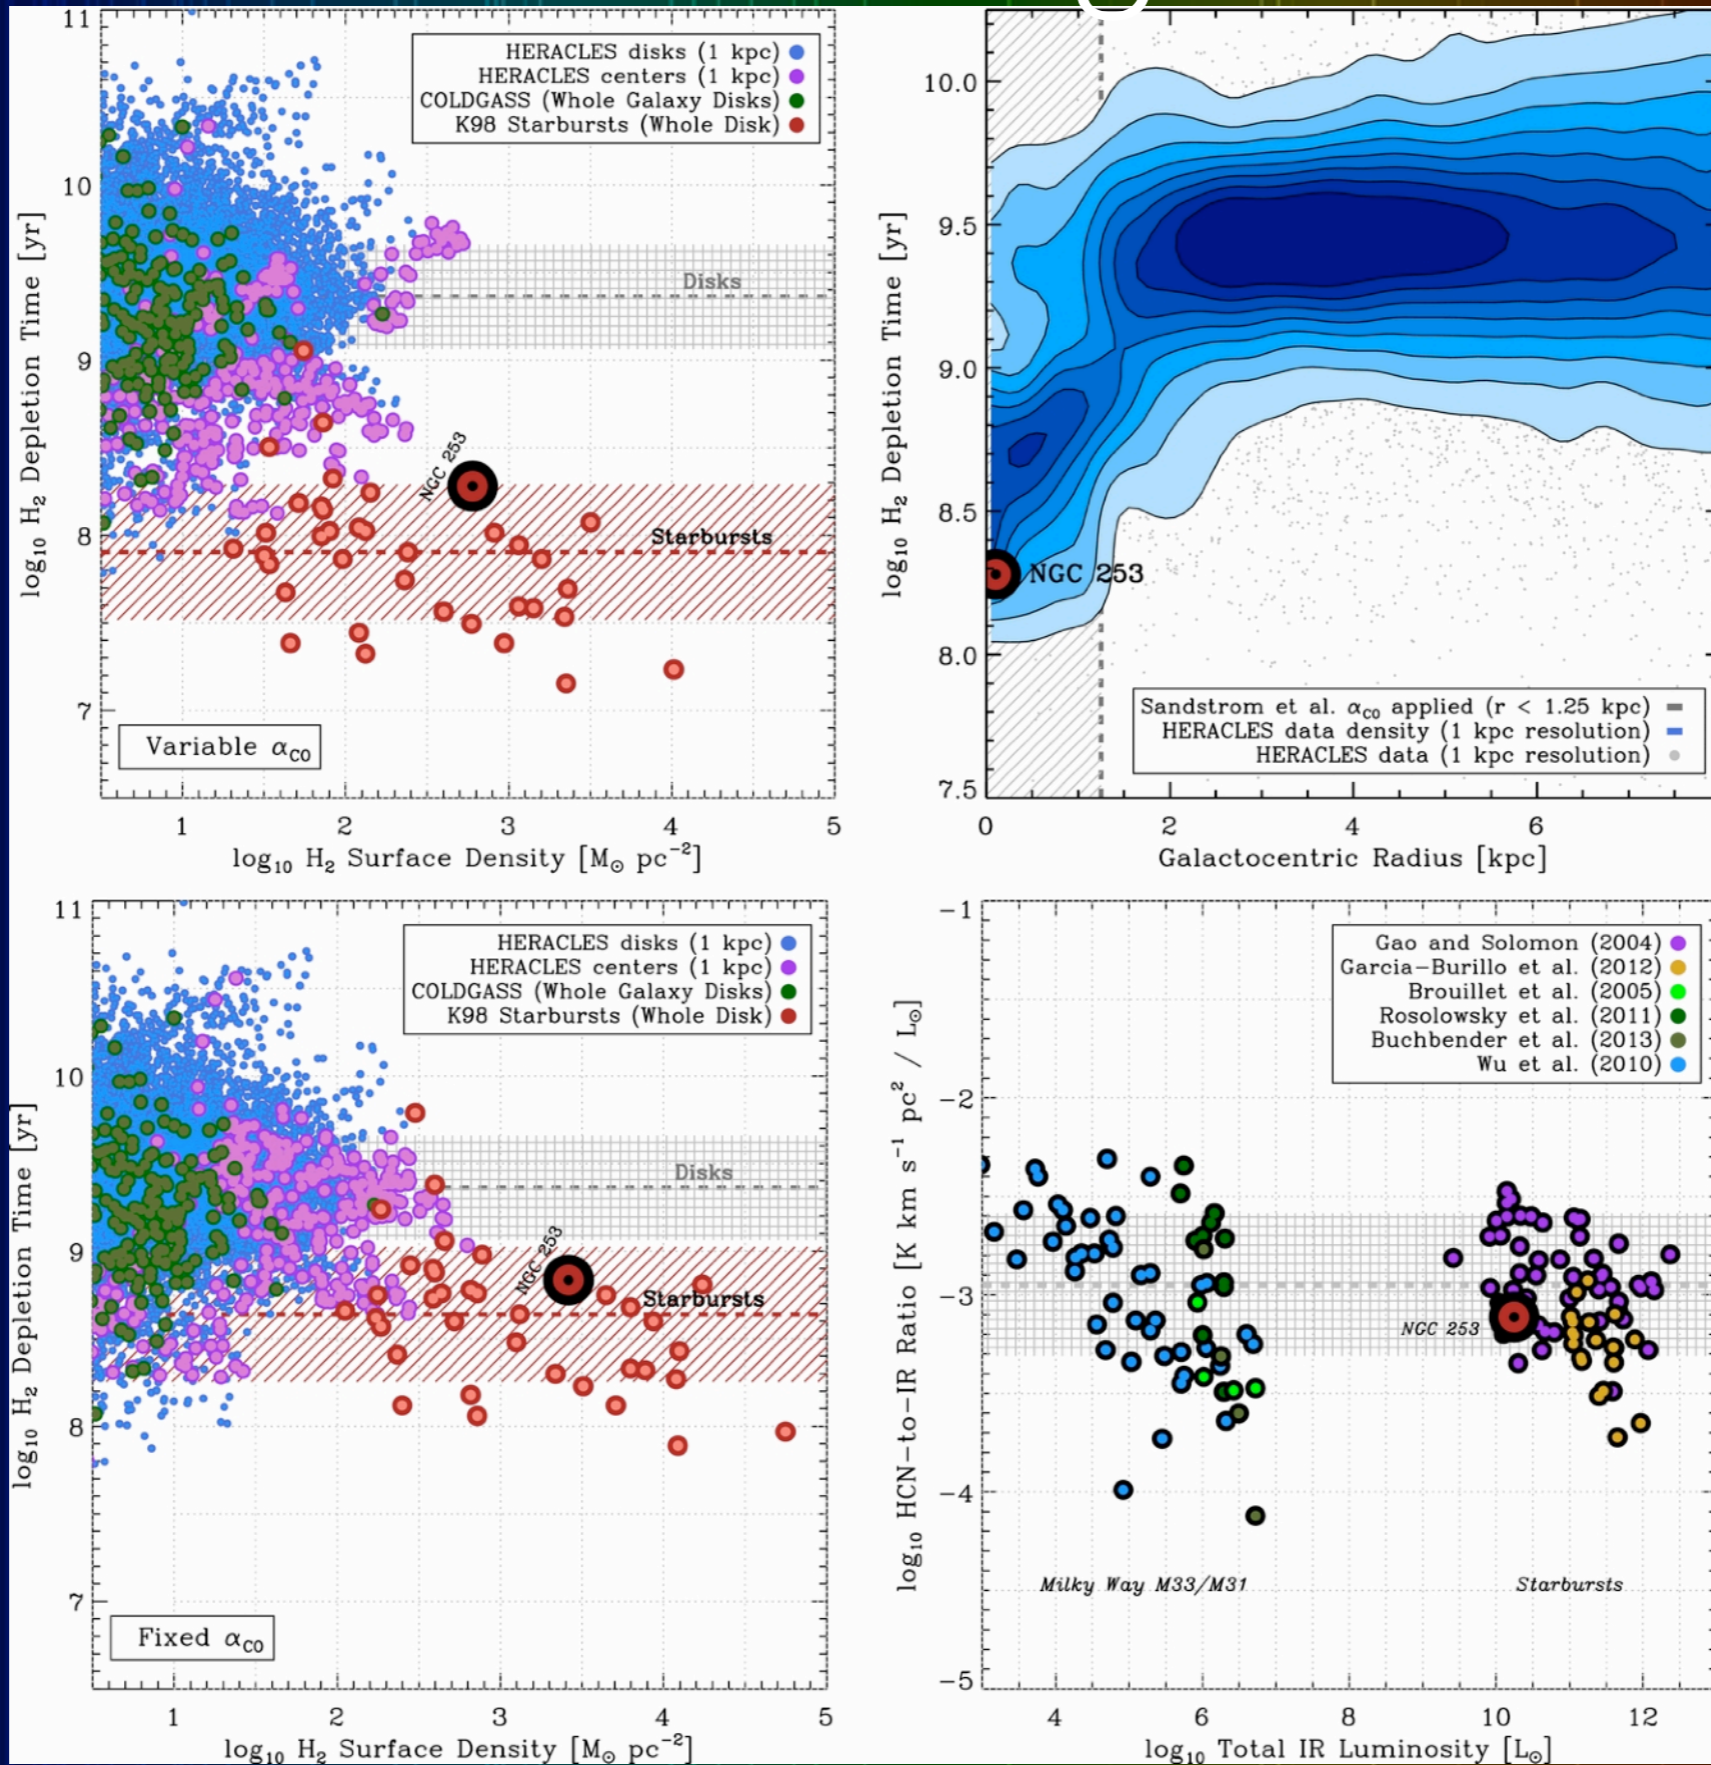 11
10
9
8
7
log₁₀ H₂ Depletion Time [yr]
HERACLES disks (1 kpc)
HERACLES centers (1 kpc)
COLDGASS (Whole Galaxy Disks)
K98 Starbursts (Whole Disk)
Disks
NGC 253
Starbursts
Variable α_CO
1 2 3 4 5
log₁₀ H₂ Surface Density [M⊙ pc⁻²]
10.0
9.5
9.0
8.5
8.0
7.5
log₁₀ H₂ Depletion Time [yr]
NGC 253
Sandstrom et al. α_CO applied (r < 1.25 kpc)
HERACLES data density (1 kpc resolution)
HERACLES data (1 kpc resolution)
0 2 4 6
Galactocentric Radius [kpc]
11
10
9
8
7
log₁₀ H₂ Depletion Time [yr]
HERACLES disks (1 kpc)
HERACLES centers (1 kpc)
COLDGASS (Whole Galaxy Disks)
K98 Starbursts (Whole Disk)
Disks
NGC 253
Starbursts
Fixed α_CO
1 2 3 4 5
log₁₀ H₂ Surface Density [M⊙ pc⁻²]
−1
−2
−3
−4
−5
log₁₀ HCN−to−IR Ratio [K km s⁻¹ pc² / L⊙]
Gao and Solomon (2004)
Garcia−Burillo et al. (2012)
Brouillet et al. (2005)
Rosolowsky et al. (2011)
Buchbender et al. (2013)
Wu et al. (2010)
NGC 253
Milky Way M33/M31
Starbursts
4 6 8 10 12
log₁₀ Total IR Luminosity [L⊙]